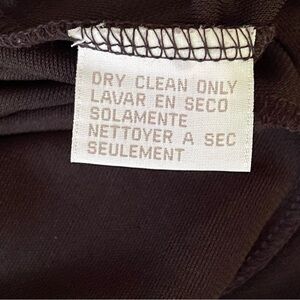 DRY CLEAN ONLY
LAVAR EN SECO
SOLAMENTE
NETTOYER A SEC
SEULEMENT